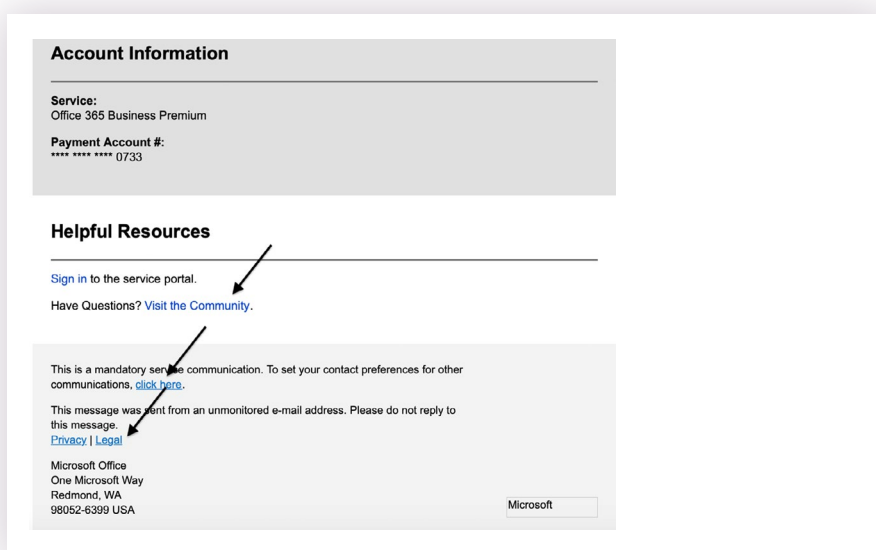 Account Information
Service:
Office 365 Business Premium
Payment Account #:
**** **** **** 0733
Helpful Resources
Sign in to the service portal.
Have Questions? Visit the Community.
This is a mandatory service communication. To set your contact preferences for other
communications, click here.
This message was sent from an unmonitored e-mail address. Please do not reply to
this message.
Privacy | Legal
Microsoft Office
One Microsoft Way
Redmond, WA
98052-6399 USA
Microsoft